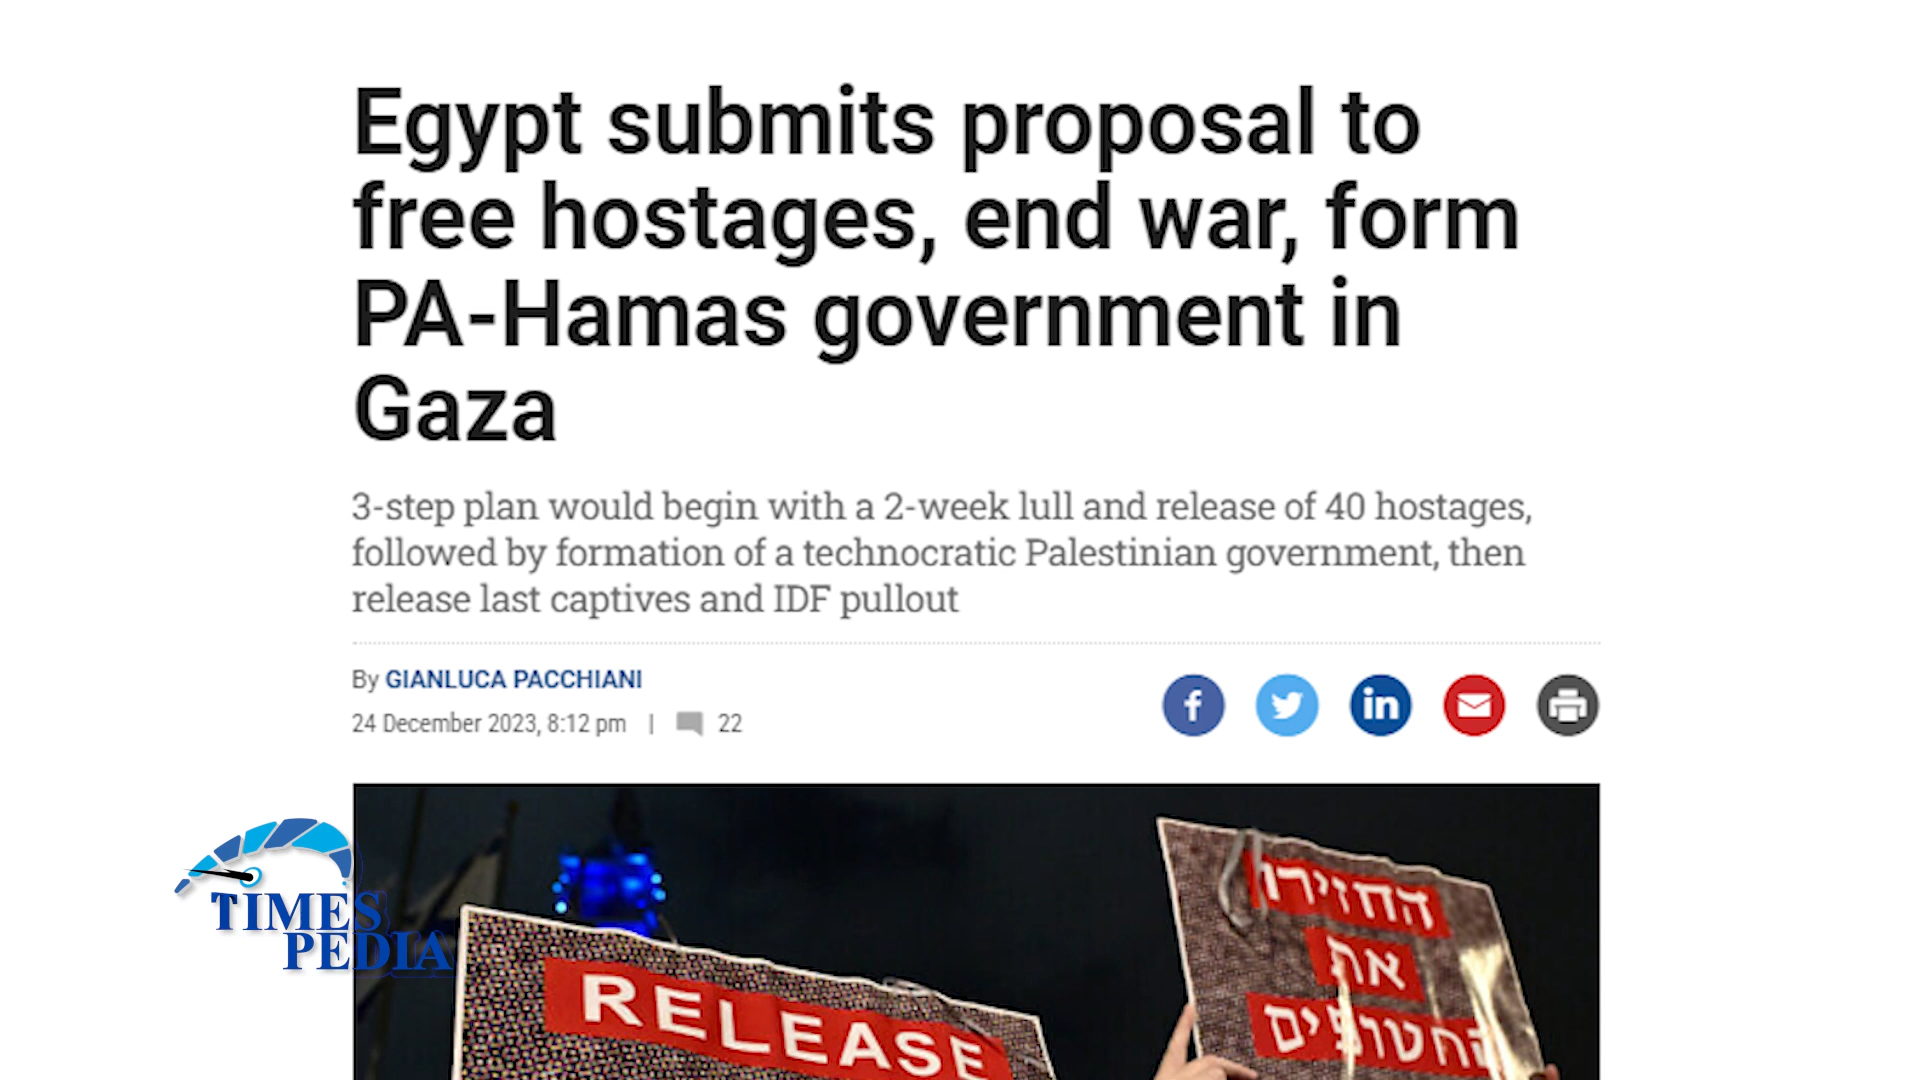 Egypt submits proposal to
free hostages, end war, form
PA-Hamas government in
Gaza
3-step plan would begin with a 2-week lull and release of 40 hostages,
followed by formation of a technocratic Palestinian government, then
release last captives and IDF pullout
By GIANLUCA PACCHIANI
24 December 2023, 8:12 pm | 22
f in
TIMES
PEDIA
RELEASE
החזירו
את
החטופים